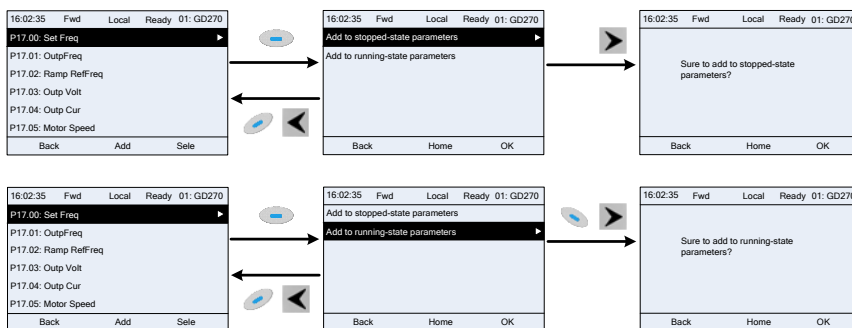 16:02:35 Fwd Local Ready 01: GD270
P17.00: Set Freq
P17.01: OutpFreq
P17.02: Ramp RefFreq
P17.03: Outp Volt
P17.04: Outp Cur
P17.05: Motor Speed
Back Add Sele
16:02:35 Fwd Local Ready 01: GD270
Add to stopped-state parameters
Add to running-state parameters
Back Home OK
16:02:35 Fwd Local Ready 01: GD270
Sure to add to stopped-state
parameters?
Back Home OK
16:02:35 Fwd Local Ready 01: GD270
P17.00: Set Freq
P17.01: OutpFreq
P17.02: Ramp RefFreq
P17.03: Outp Volt
P17.04: Outp Cur
P17.05: Motor Speed
Back Add Sele
16:02:35 Fwd Local Ready 01: GD270
Add to stopped-state parameters
Add to running-state parameters
Back Home OK
16:02:35 Fwd Local Ready 01: GD270
Sure to add to running-state
parameters?
Back Home OK